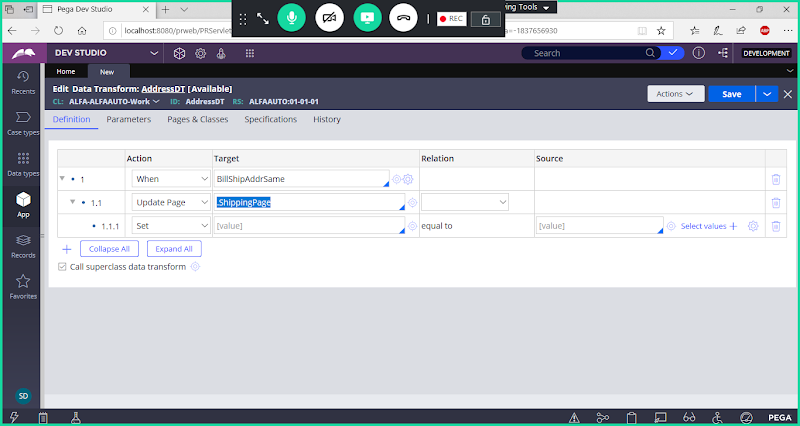 Pega Dev Studio
REC
ving Tools
localhost:8080/prweb/PRServlet
a=-1837656930
ABP
DEV STUDIO
Search
DEVELOPMENT
Recents
Case types
Data types
App
Records
Favorites
SD
Home
New
Edit Data Transform: AddressDT [Available]
CL: ALFA-ALFAAUTO-Work ID: AddressDT RS: ALFAAUTO:01-01-01
Actions
Save
Definition Parameters Pages & Classes Specifications History
Action Target Relation Source
1 When BillShipAddrSame
1.1 Update Page .ShippingPage
1.1.1 Set [value] equal to [value] Select values +
Collapse All Expand All
Call superclass data transform
PEGA